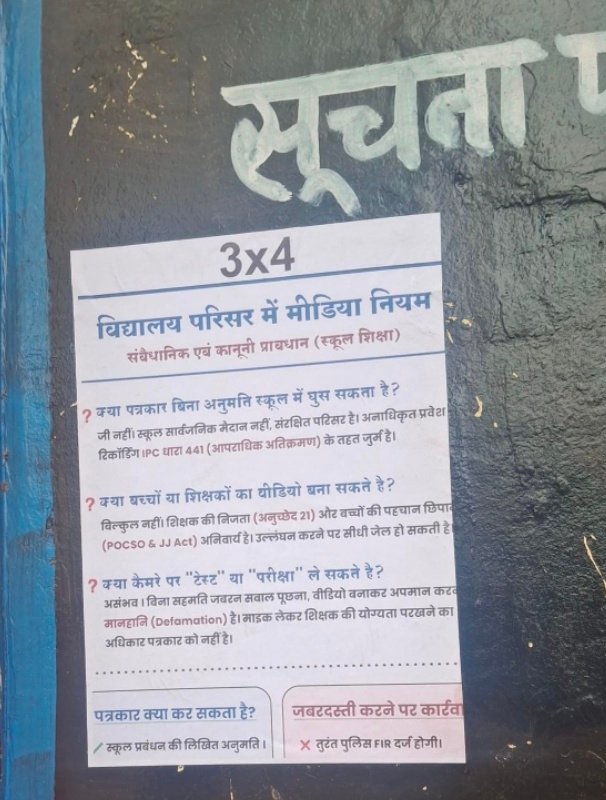 सूचना
3x4
विद्यालय परिसर में मीडिया नियम
संवैधानिक एवं कानूनी प्रावधान (स्कूल शिक्षा)
? क्या पत्रकार बिना अनुमति स्कूल में घुस सकता है?
जी नहीं। स्कूल सार्वजनिक मैदान नहीं, संरक्षित परिसर है। अनाधिकृत प्रवेश
रिकॉर्डिंग IPC धारा 441 (आपराधिक अतिक्रमण) के तहत जुर्म है।
? क्या बच्चों या शिक्षकों का वीडियो बना सकते है?
बिल्कुल नहीं। शिक्षक की निजता (अनुच्छेद 21) और बच्चों की पहचान छिपा
(POCSO & JJ Act) अनिवार्य है। उल्लंघन करने पर सीधी जेल हो सकती है
? क्या कैमरे पर "टेस्ट" या "परीक्षा" ले सकते है?
असंभव। बिना सहमति जबरन सवाल पूछना, वीडियो बनाकर अपमान कर
मानहानि (Defamation) है। माइक लेकर शिक्षक की योग्यता परखने का
अधिकार पत्रकार को नहीं है।
पत्रकार क्या कर सकता है?
स्कूल प्रबंधन की लिखित अनुमति।
जबरदस्ती करने पर कार्रवा
तुरंत पुलिस FIR दर्ज होगी।